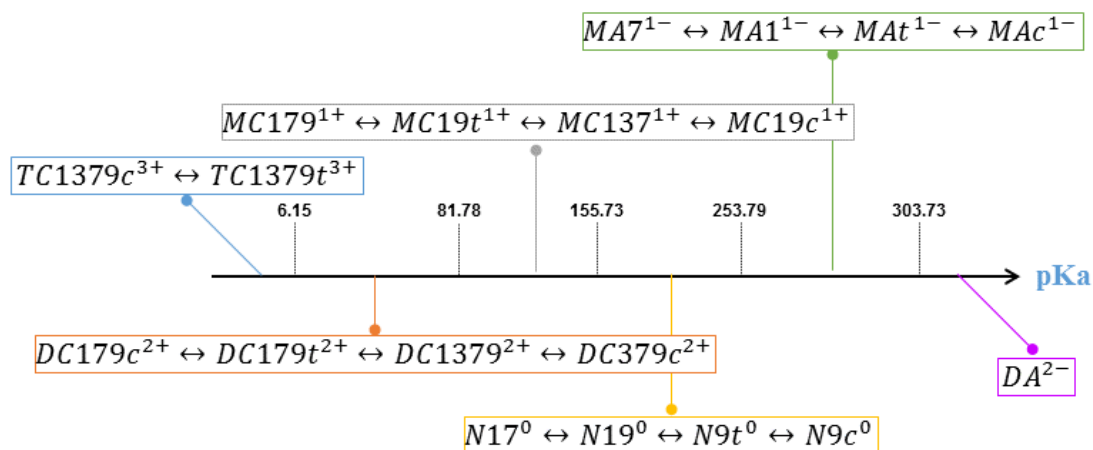 MA7¹⁻ ↔ MA1¹⁻ ↔ MAt¹⁻ ↔ MAc¹⁻
MC179¹⁺ ↔ MC19t¹⁺ ↔ MC137¹⁺ ↔ MC19c¹⁺
TC1379c³⁺ ↔ TC1379t³⁺
6.15 81.78 155.73 253.79 303.73
pKa
DC179c²⁺ ↔ DC179t²⁺ ↔ DC1379²⁺ ↔ DC379c²⁺
DA²⁻
N17⁰ ↔ N19⁰ ↔ N9t⁰ ↔ N9c⁰